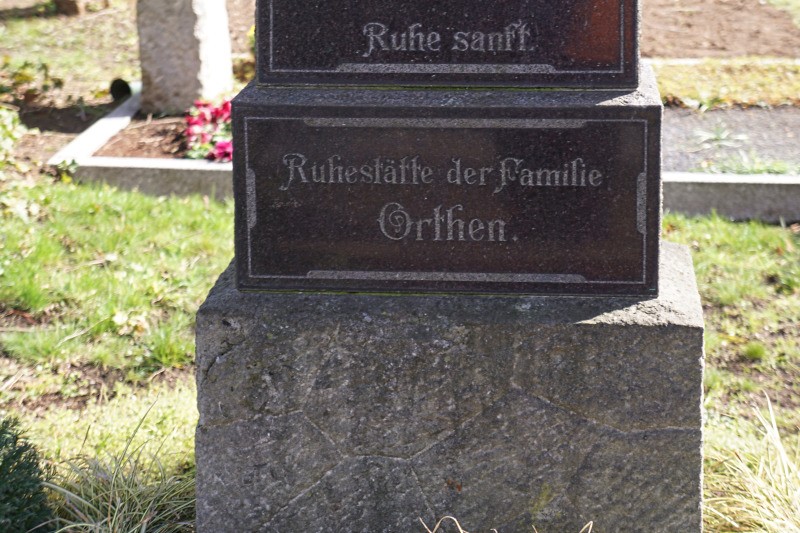 Ruhe sanft.
Ruhestätte der Familie
Orthen.